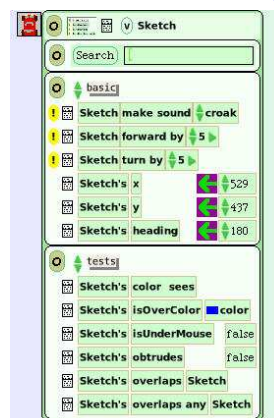 v Sketch
Search
basic
! Sketch make sound croak
! Sketch forward by 5
! Sketch turn by 5
Sketch's x 529
Sketch's y 437
Sketch's heading 180
tests
Sketch's color sees
Sketch's isOverColor color
Sketch's isUnderMouse false
Sketch's obtrudes false
Sketch's overlaps Sketch
Sketch's overlaps any Sketch